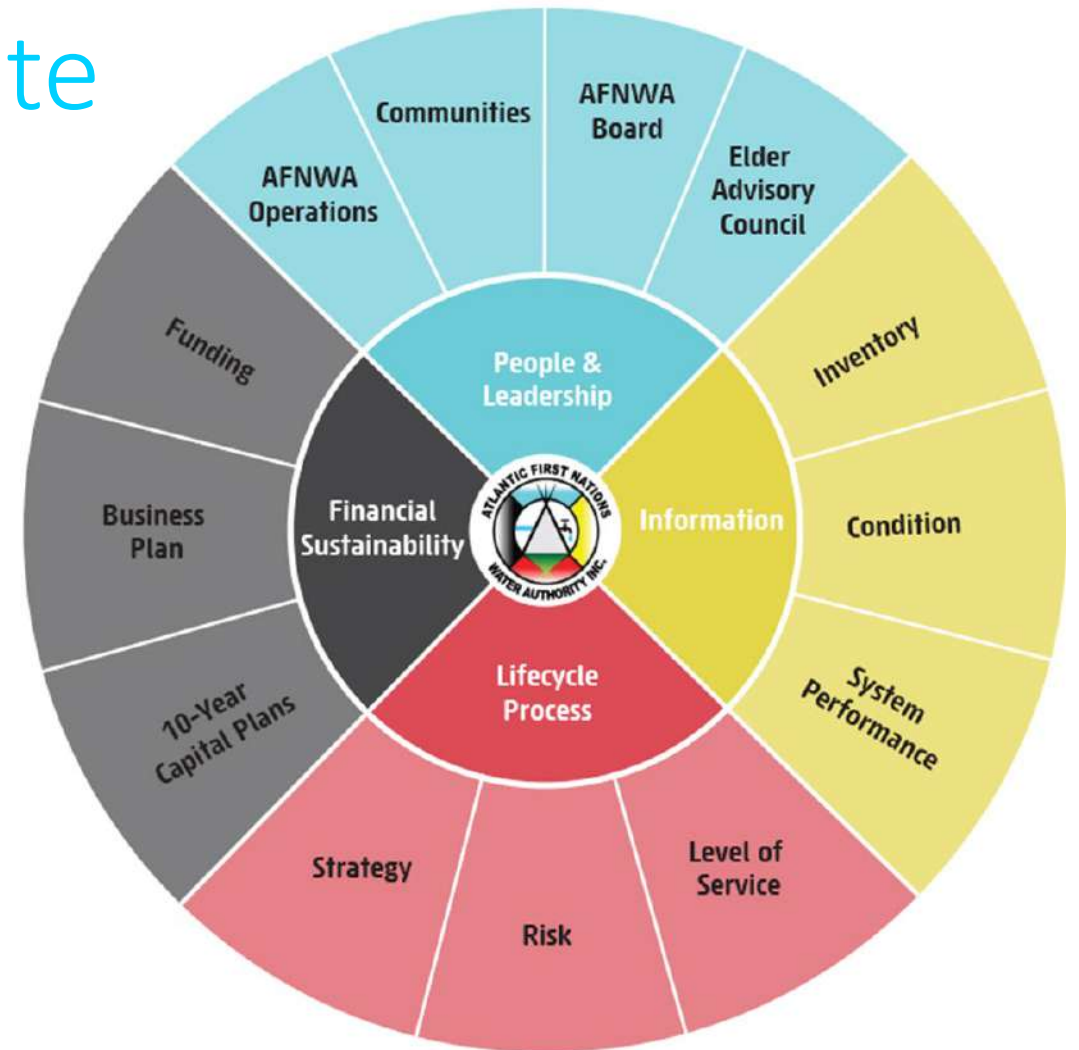 te
Communities
AFNWA
Board
Elder
Advisory
Council
AFNWA
Operations
Inventory
Funding
People &
Leadership
Condition
Business
Plan
Financial
Sustainability
Information
ATLANTIC FIRST NATIONS
WATER AUTHORITY INC.
System
Performance
Lifecycle
Process
10-Year
Capital Plans
Strategy
Risk
Level of
Service